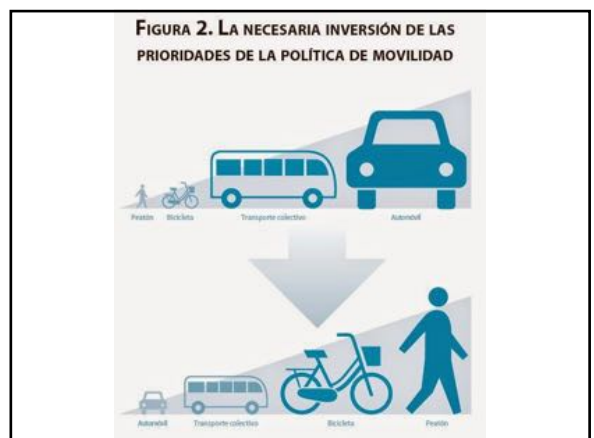 FIGURA 2. LA NECESARIA INVERSIÓN DE LAS
PRIORIDADES DE LA POLÍTICA DE MOVILIDAD
Peatón Bicicleta Transporte colectivo Automóvil
Automóvil Transporte colectivo Bicicleta Peatón